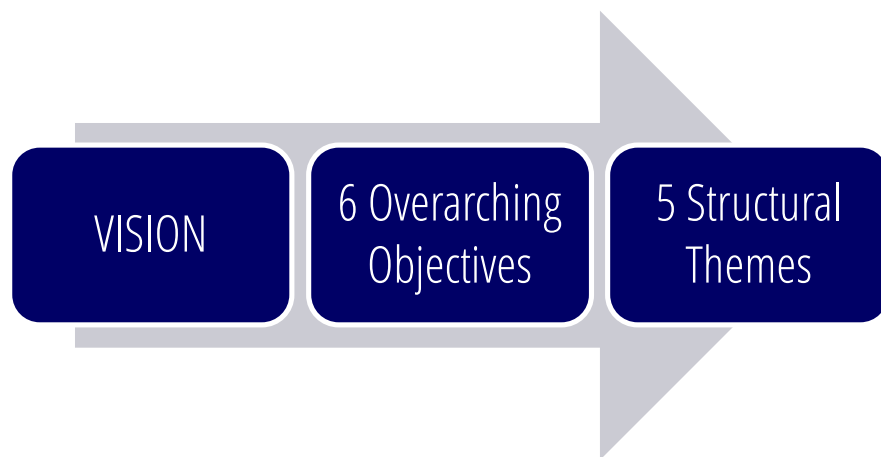 VISION
6 Overarching
Objectives
5 Structural
Themes